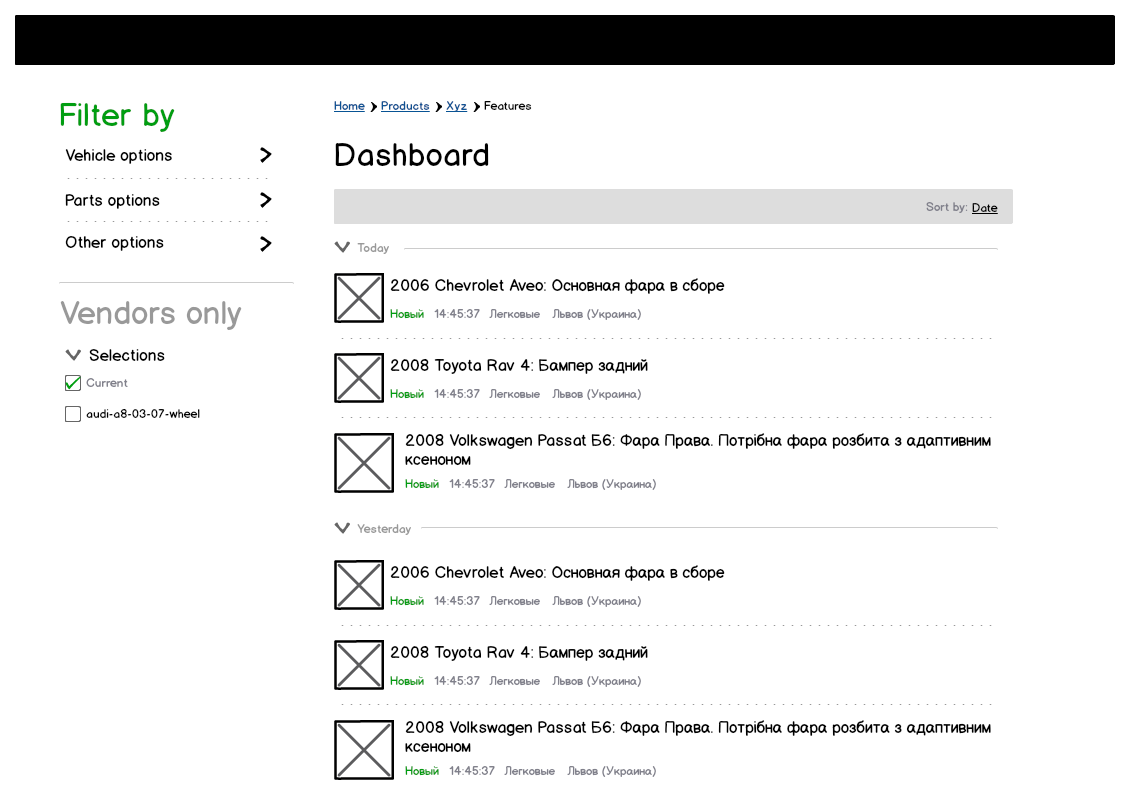 Filter by
Vehicle options
Parts options
Other options
Vendors only
Selections
Current
audi-a8-03-07-wheel
Home Products Xyz Features
Dashboard
Sort by: Date
Today
2006 Chevrolet Aveo: Основная фара в сборе
Новый 14:45:37 Легковые Львов (Украина)
2008 Toyota Rav 4: Бампер задний
Новый 14:45:37 Легковые Львов (Украина)
2008 Volkswagen Passat Б6: Фара Права. Потрібна фара розбита з адаптивним
ксеноном
Новый 14:45:37 Легковые Львов (Украина)
Yesterday
2006 Chevrolet Aveo: Основная фара в сборе
Новый 14:45:37 Легковые Львов (Украина)
2008 Toyota Rav 4: Бампер задний
Новый 14:45:37 Легковые Львов (Украина)
2008 Volkswagen Passat Б6: Фара Права. Потрібна фара розбита з адаптивним
ксеноном
Новый 14:45:37 Легковые Львов (Украина)